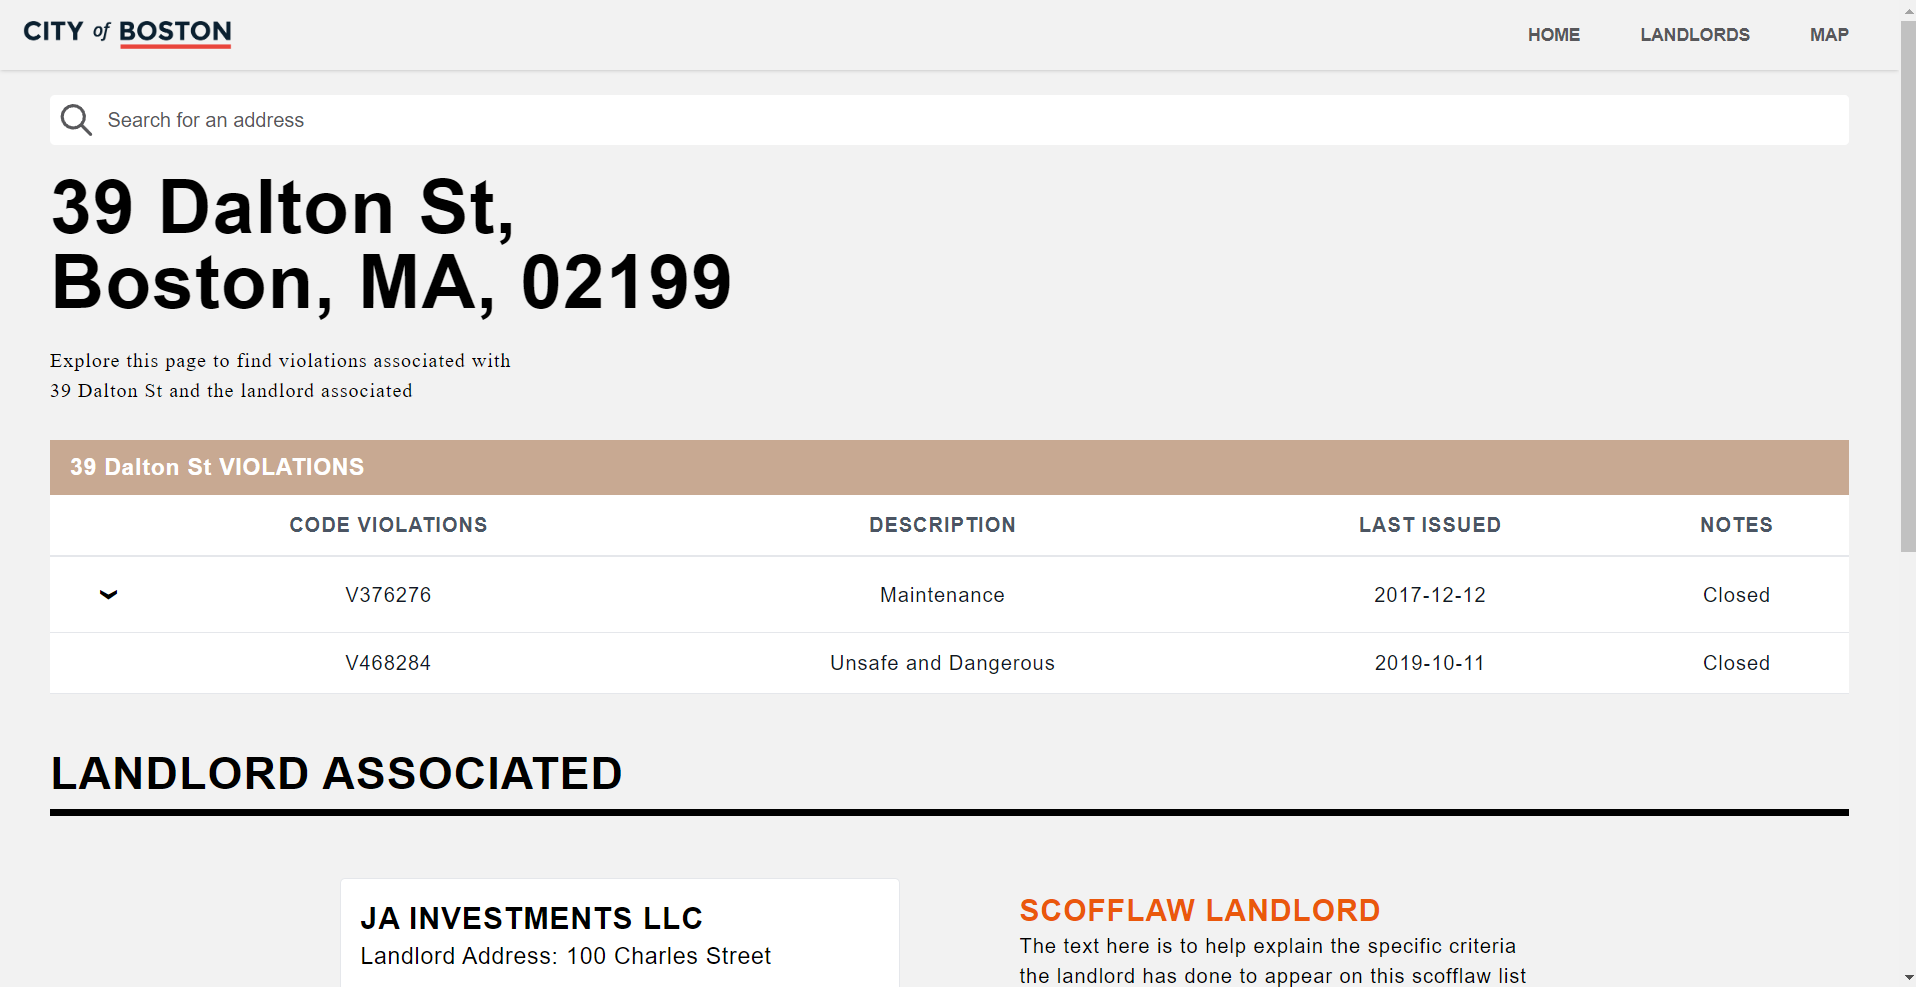 CITY of BOSTON
HOME LANDLORDS MAP
Search for an address
39 Dalton St,
Boston, MA, 02199
Explore this page to find violations associated with
39 Dalton St and the landlord associated
39 Dalton St VIOLATIONS
CODE VIOLATIONS DESCRIPTION LAST ISSUED NOTES
V376276 Maintenance 2017-12-12 Closed
V468284 Unsafe and Dangerous 2019-10-11 Closed
LANDLORD ASSOCIATED
JA INVESTMENTS LLC
Landlord Address: 100 Charles Street
SCOFFLAW LANDLORD
The text here is to help explain the specific criteria
the landlord has done to appear on this scofflaw list